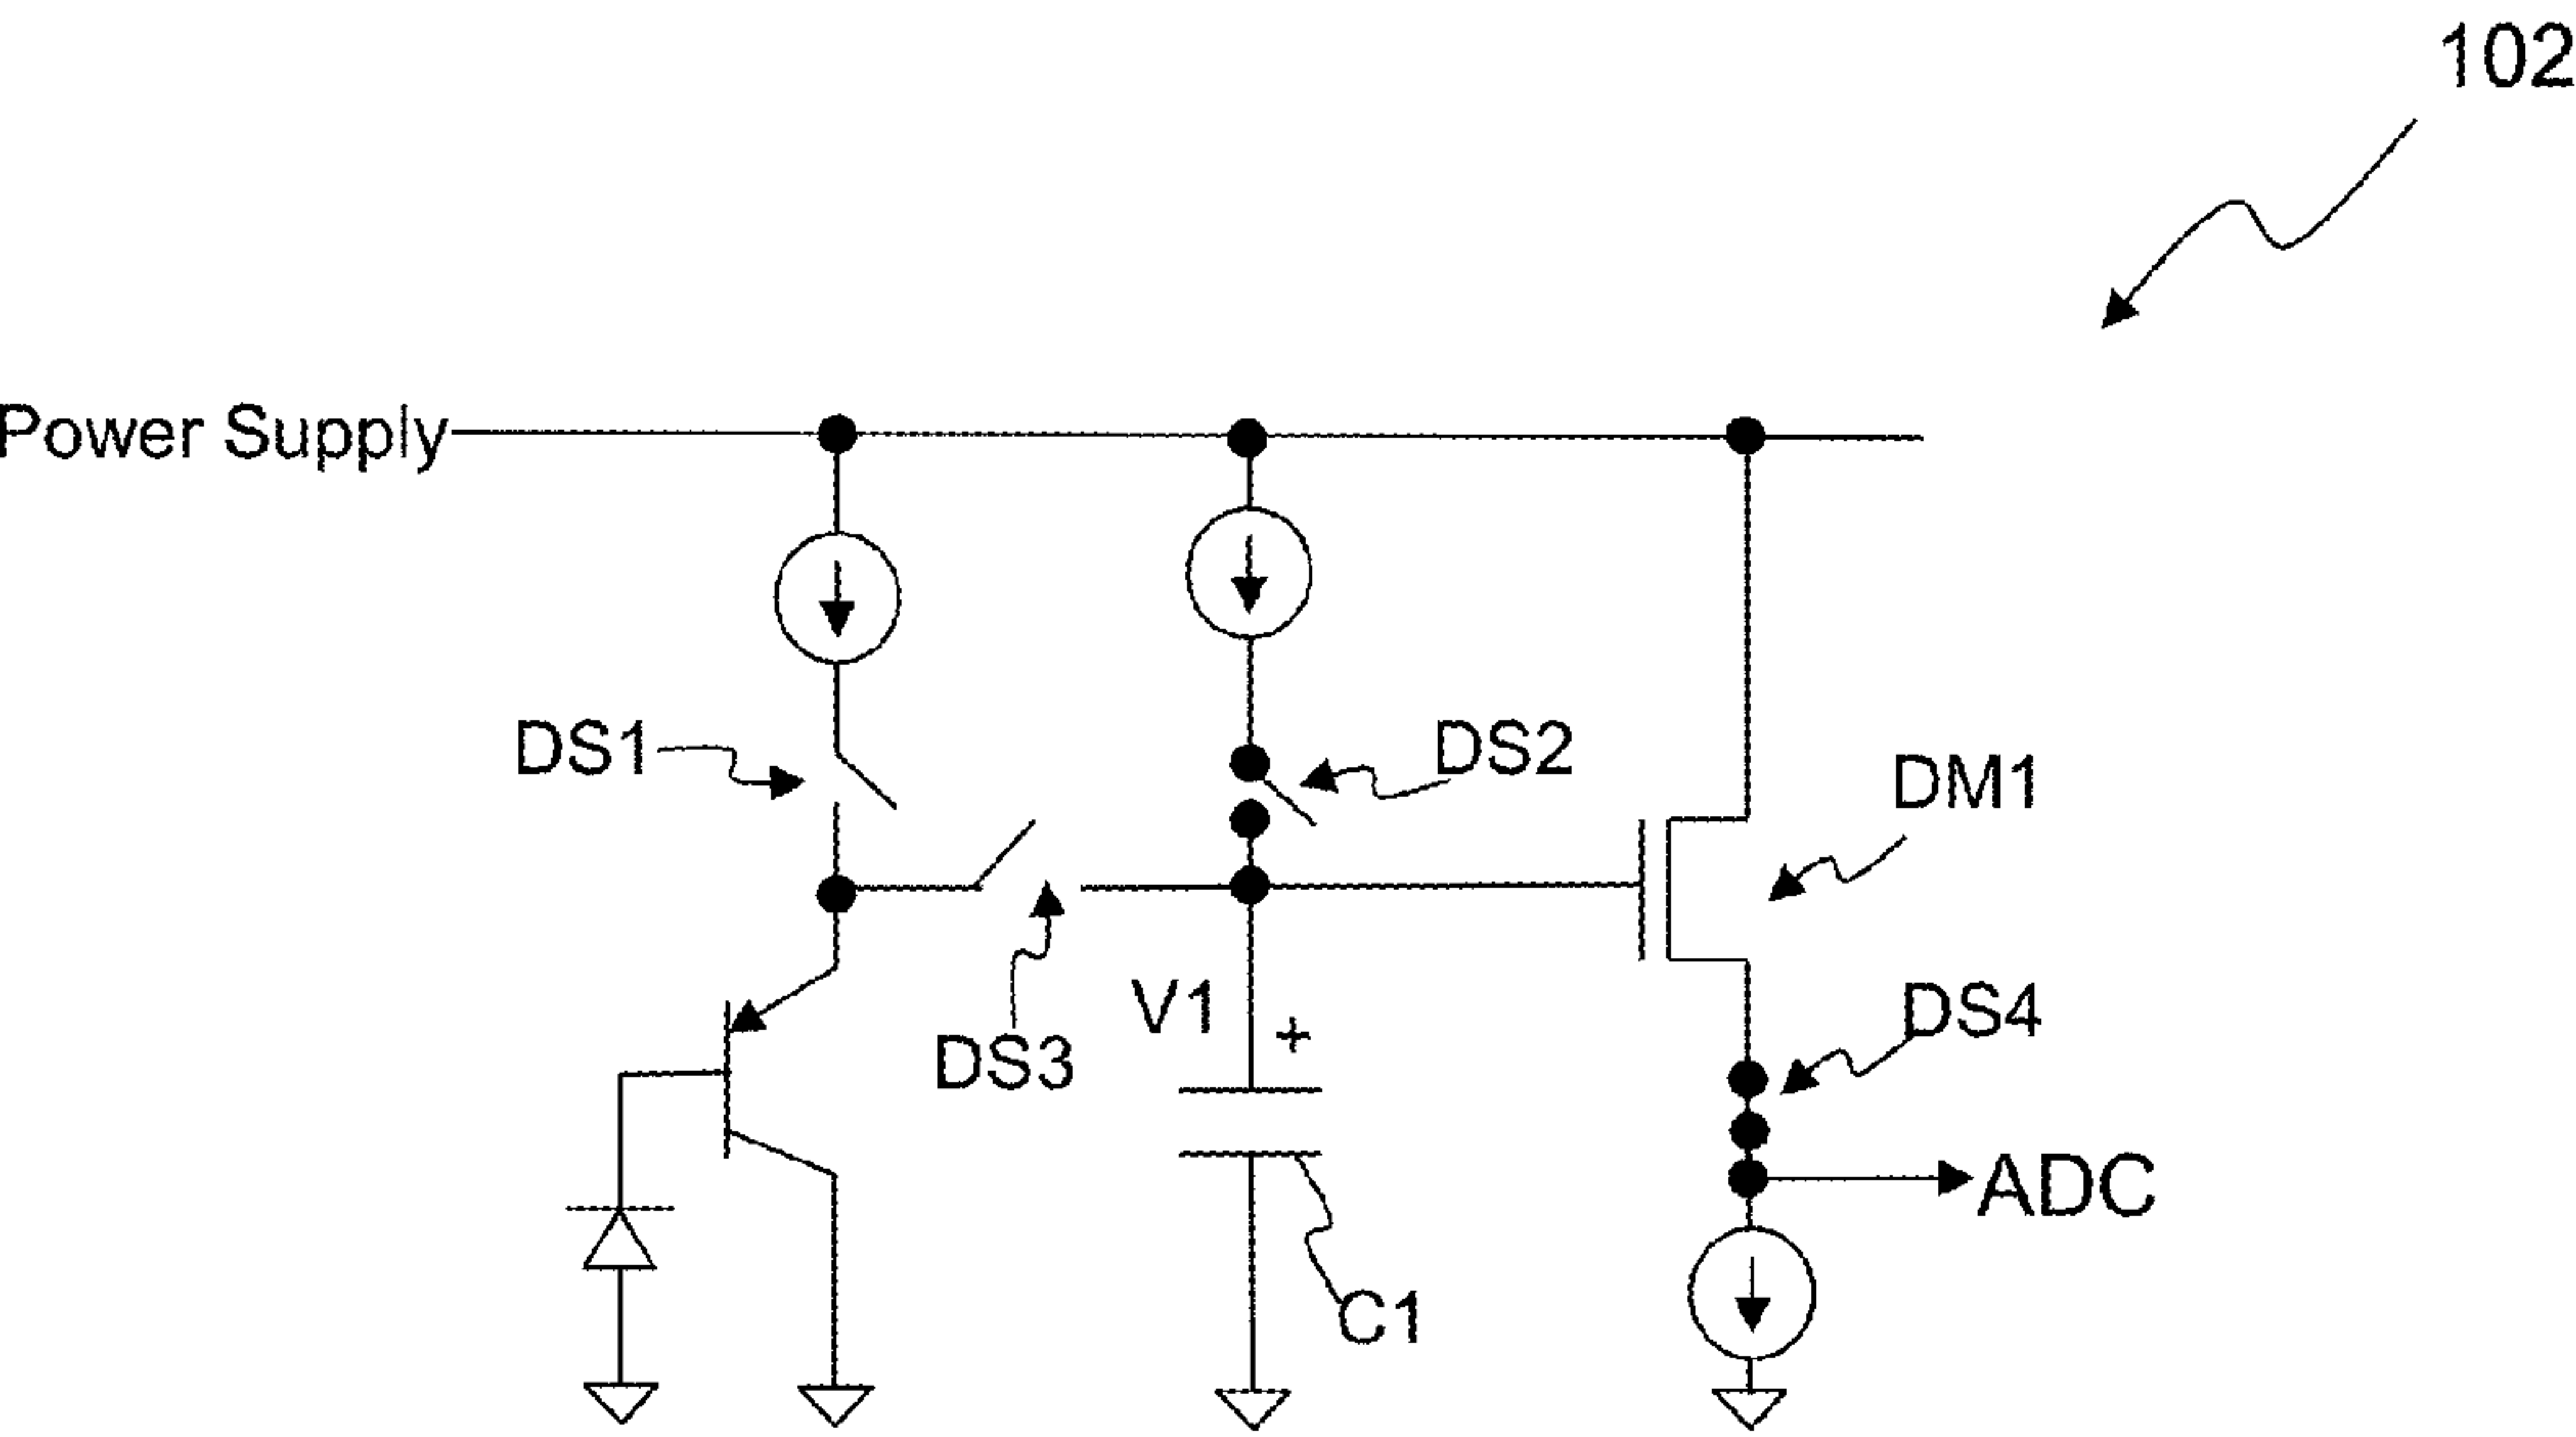 102
Power Supply
DS1
DS2
DM1
DS3
V1
+
DS4
ADC
C1